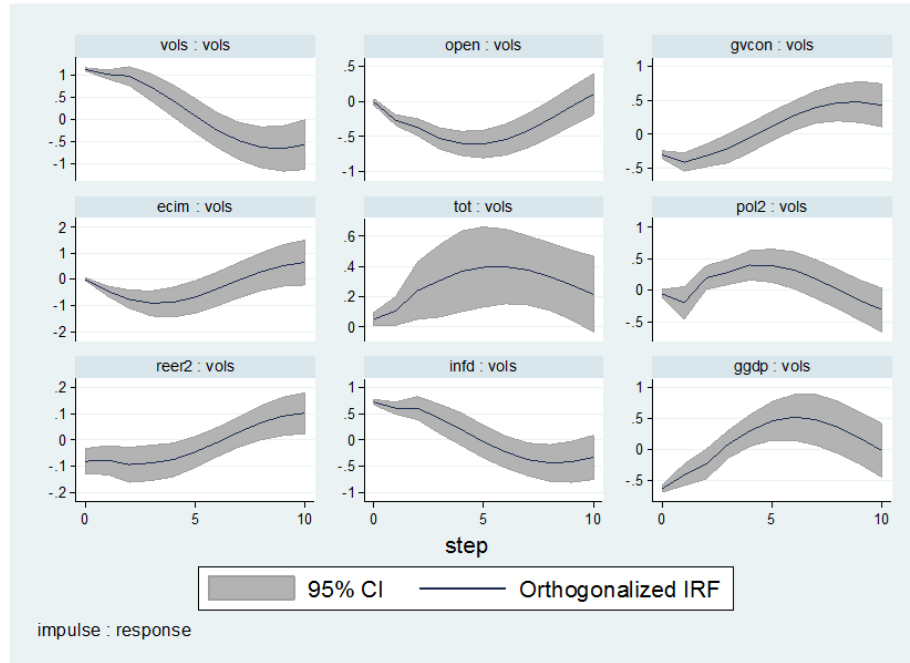 vols : vols
open : vols
gvcon : vols
1
.5
0
-.5
-1
.5
0
-.5
-1
1
.5
0
-.5
ecim : vols
tot : vols
pol2 : vols
2
1
0
-1
-2
.6
.4
.2
0
1
.5
0
-.5
reer2 : vols
infd : vols
ggdp : vols
.2
.1
0
-.1
-.2
1
.5
0
-.5
-1
1
.5
0
-.5
0 5 10
0 5 10
0 5 10
step
95% CI
Orthogonalized IRF
impulse : response